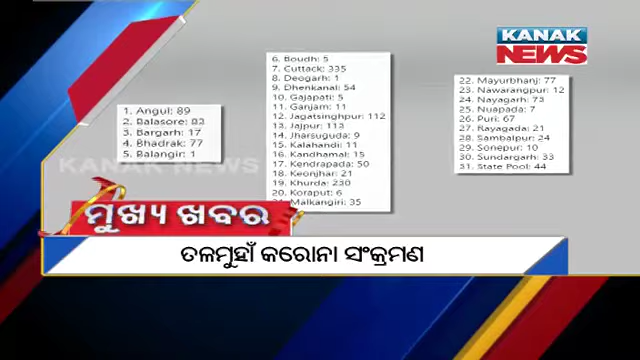 KANAK
NEWS
1. Angul: 89
2. Balasore: 83
3. Bargarh: 17
4. Bhadrak: 77
5. Balangir: 1
6. Boudh: 5
7. Cuttack: 335
8. Deogarh: 1
9. Dhenkanal: 54
10. Gajapati: 5
11. Ganjam: 11
12. Jagatsinghpur: 112
13. Jajpur: 113
14. Jharsuguda: 9
15. Kalahandi: 11
16. Kandhamal: 15
17. Kendrapada: 50
18. Keonjhar: 21
19. Khurda: 230
20. Koraput: 6
21. Malkangiri: 35
22. Mayurbhanj: 77
23. Nawarangpur: 12
24. Nayagarh: 73
25. Nuapada: 7
26. Puri: 67
27. Rayagada: 21
28. Sambalpur: 24
29. Sonepur: 10
30. Sundargarh: 33
31. State Pool: 44
KANAK NEWS
ମୁଖ୍ୟ ଖବର
ତଳମୁହାଁ କରୋନା ସଂକ୍ରମଣ